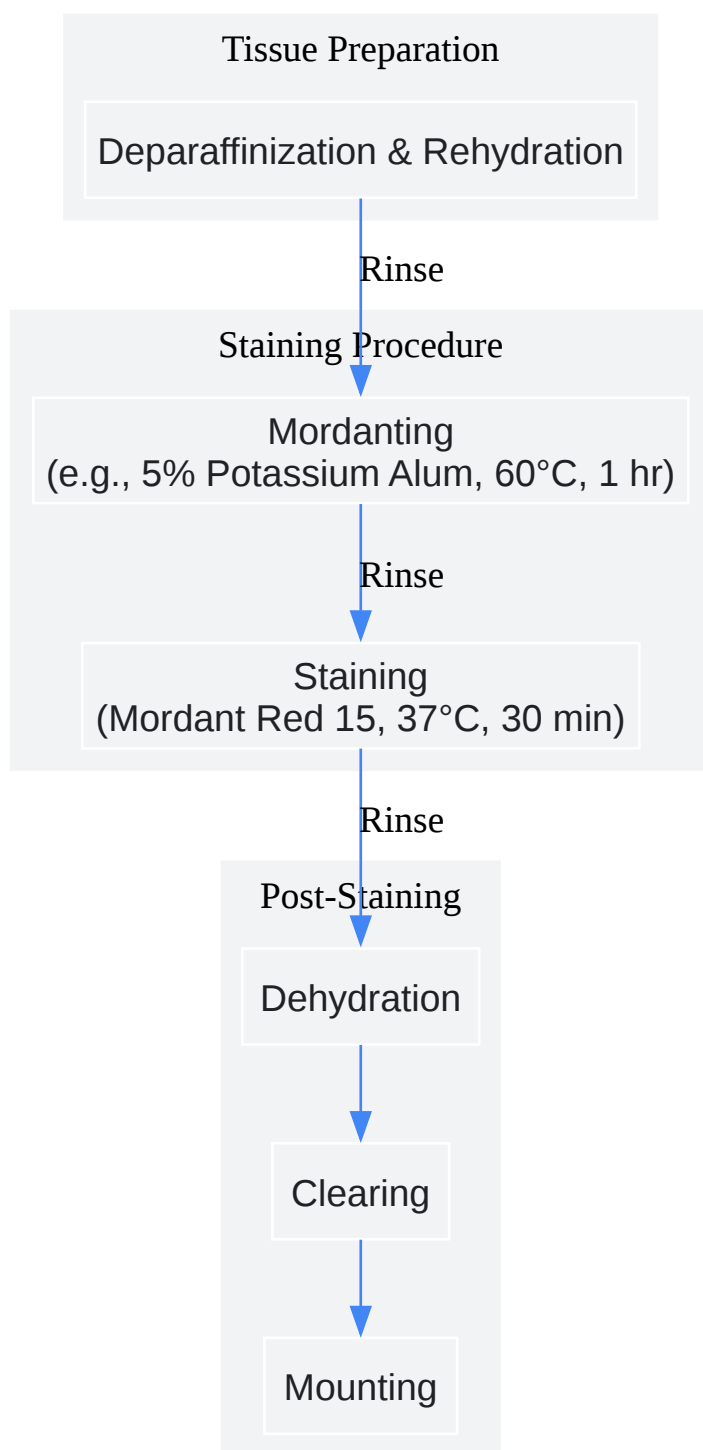 Tissue Preparation
Deparaffinization & Rehydration
Rinse
Staining Procedure
Mordanting
(e.g., 5% Potassium Alum, 60°C, 1 hr)
Rinse
Staining
(Mordant Red 15, 37°C, 30 min)
Rinse
Post-Staining
Dehydration
Clearing
Mounting